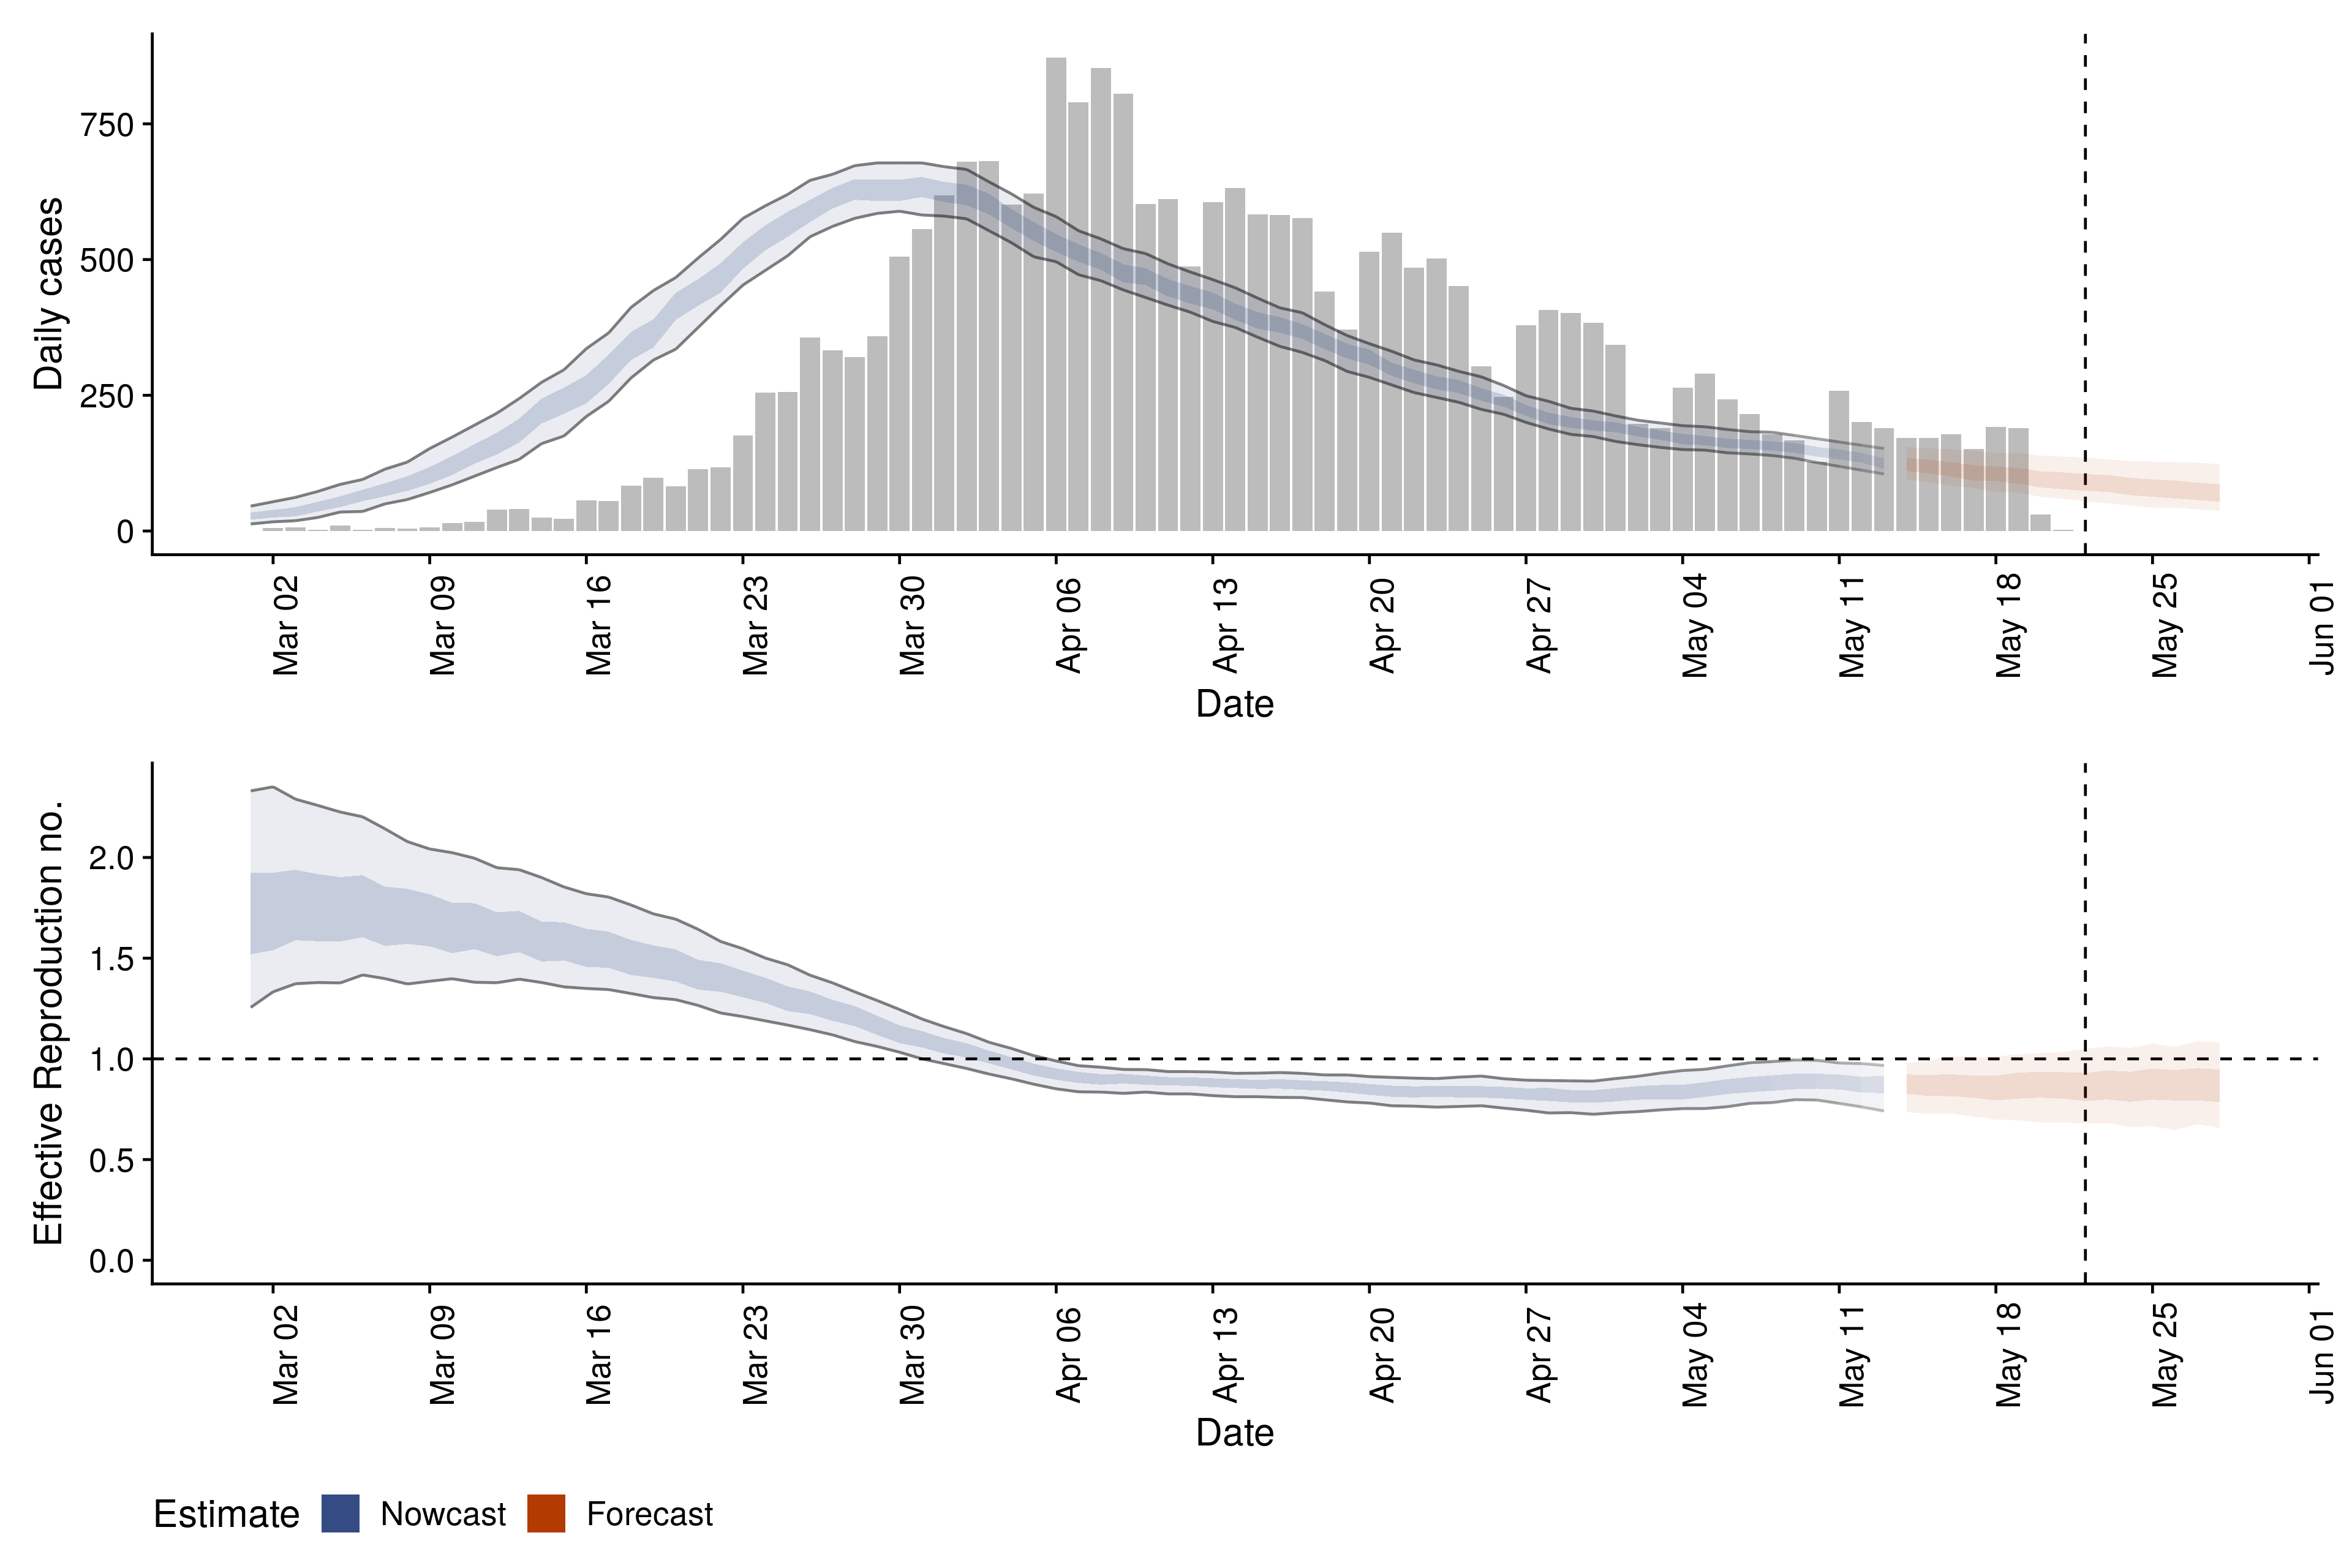 Daily cases
750
500
250
0
Mar 02 Mar 09 Mar 16 Mar 23 Mar 30 Apr 06 Apr 13 Apr 20 Apr 27 May 04 May 11 May 18 May 25 Jun 01
Date
Effective Reproduction no.
2.0
1.5
1.0
0.5
0.0
Mar 02 Mar 09 Mar 16 Mar 23 Mar 30 Apr 06 Apr 13 Apr 20 Apr 27 May 04 May 11 May 18 May 25 Jun 01
Date
Estimate Nowcast Forecast